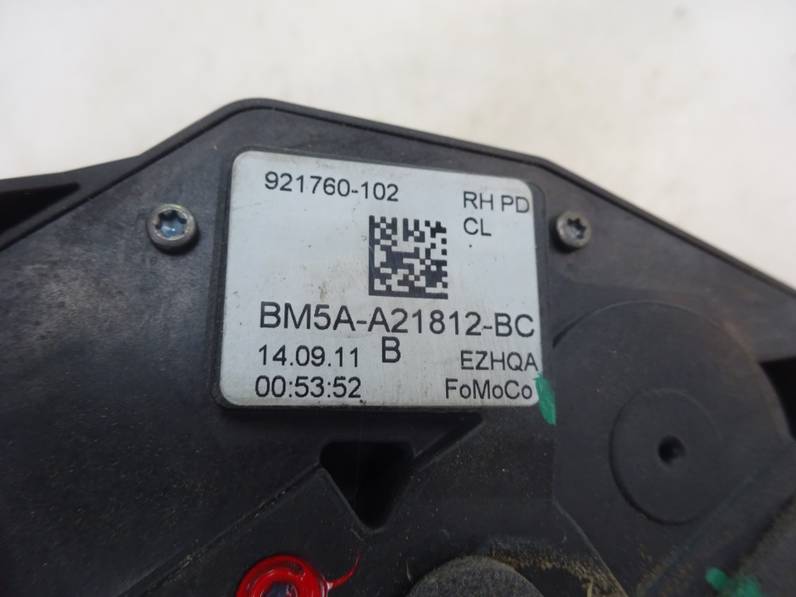 921760-102 RH PD
CL
BM5A-A21812-BC
14.09.11 B EZHQA
00:53:52 FoMoCo